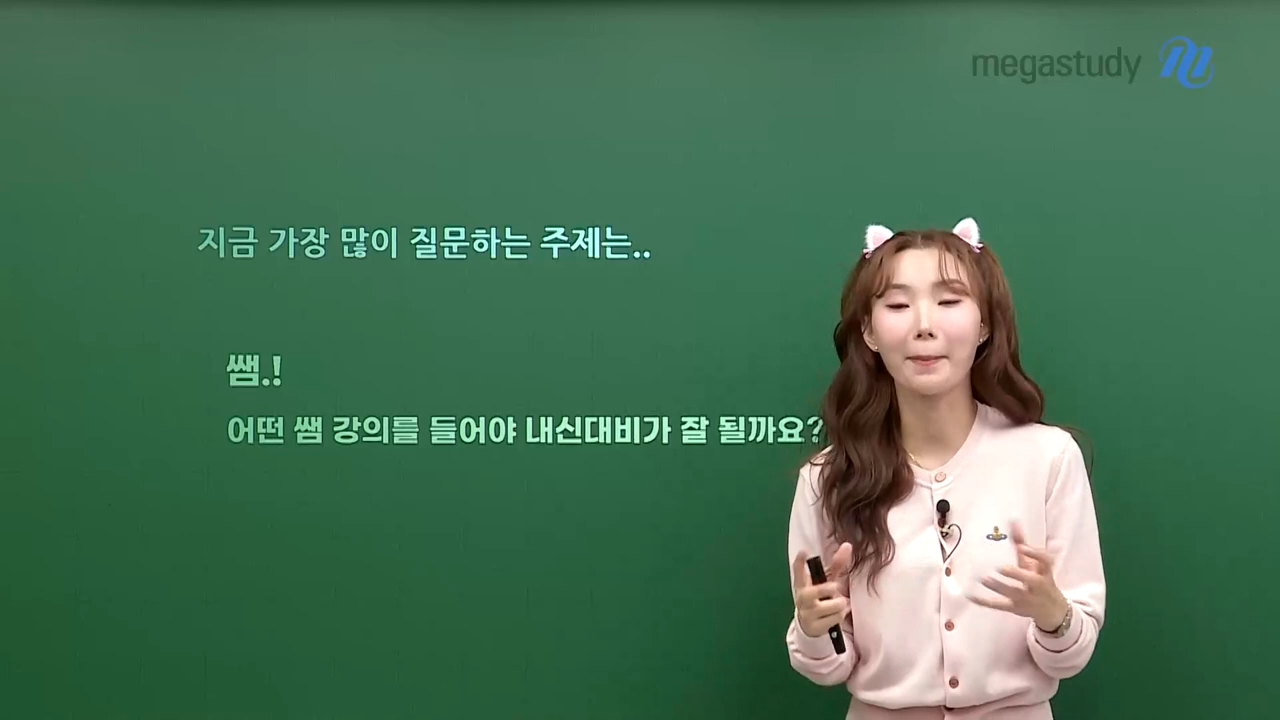 megastudy
지금 가장 많이 질문하는 주제는..
쌤.!
어떤 쌤 강의를 들어야 내신대비가 잘 될까요?